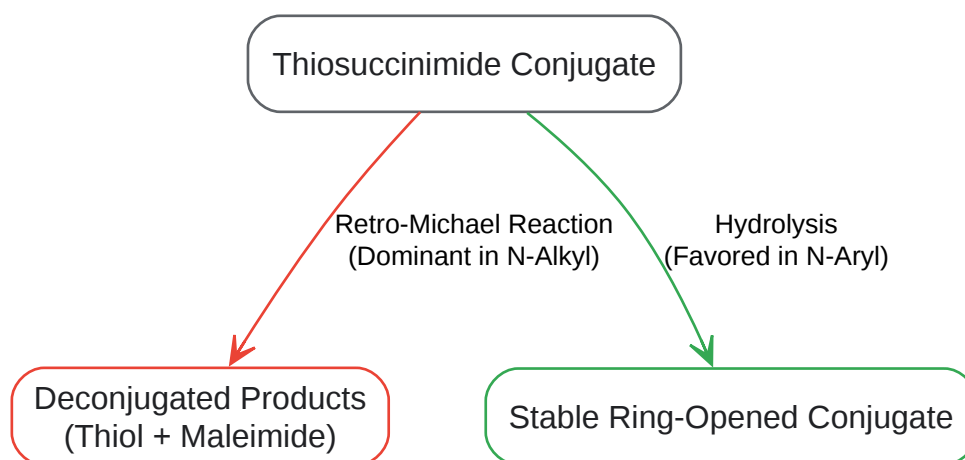 Thiosuccinimide Conjugate
Retro-Michael Reaction
(Dominant in N-Alkyl)
Hydrolysis
(Favored in N-Aryl)
Deconjugated Products
(Thiol + Maleimide)
Stable Ring-Opened Conjugate